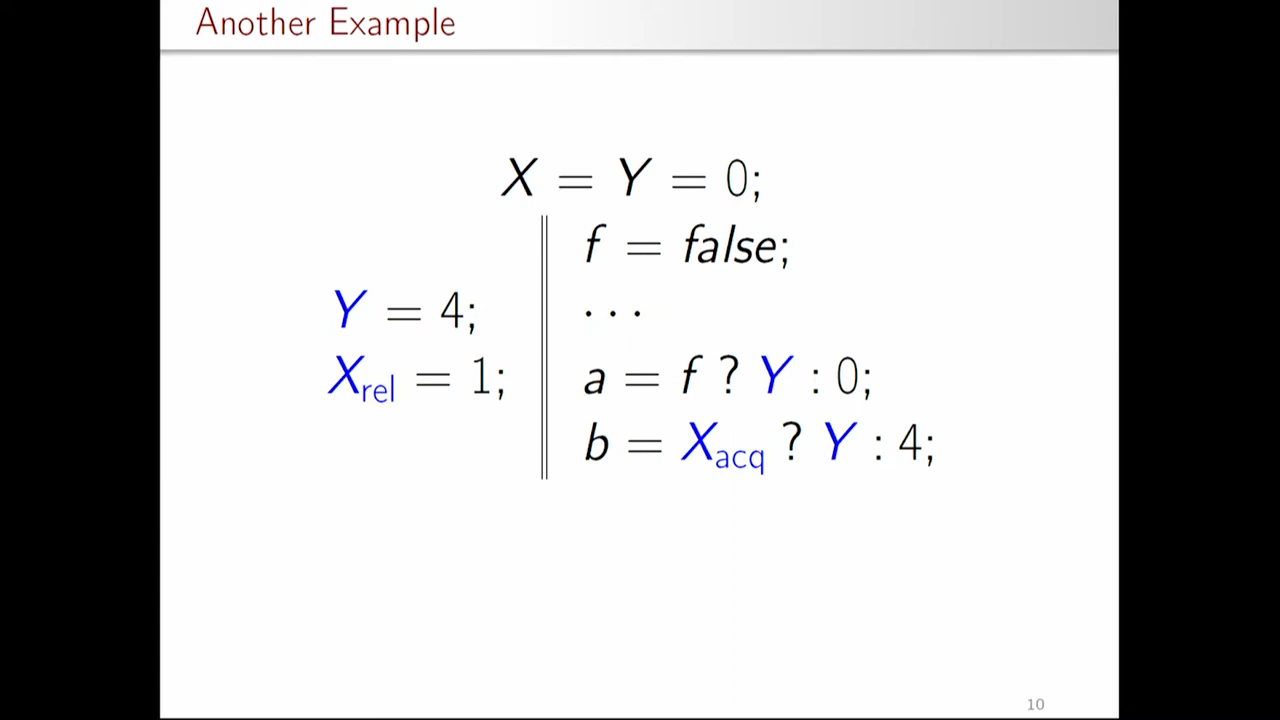 Another Example
X = Y = 0;
Y = 4;
X_rel = 1;
f = false;
· · ·
a = f ? Y : 0;
b = X_acq ? Y : 4;
10